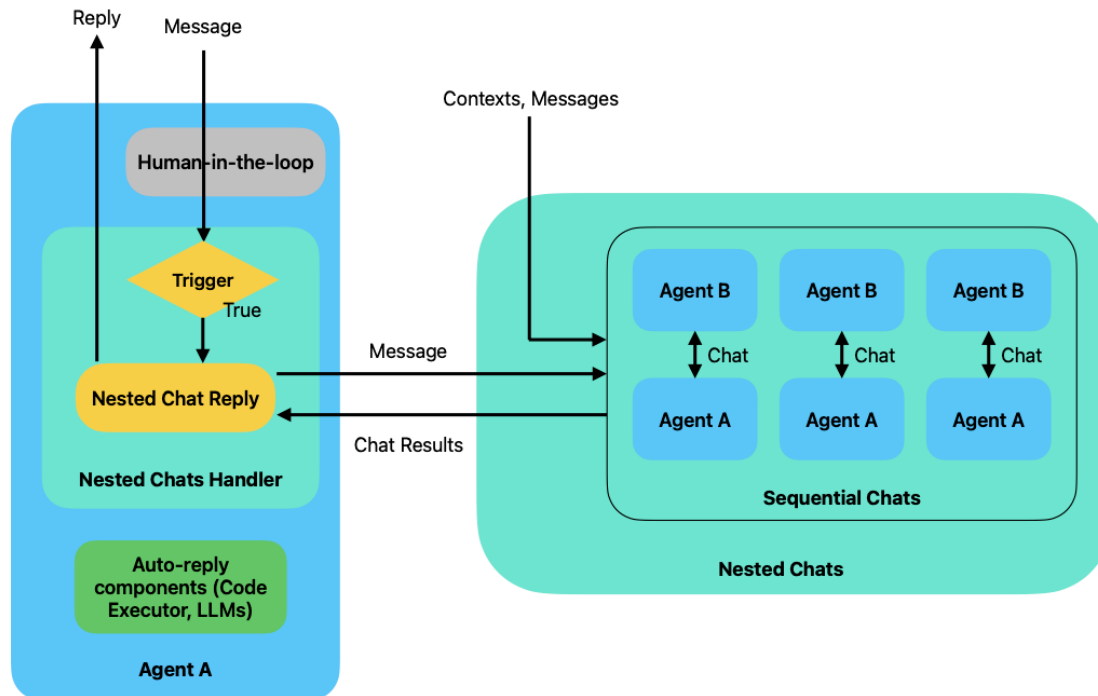 Reply
Message
Human-in-the-loop
Trigger
True
Nested Chat Reply
Nested Chats Handler
Auto-reply
components (Code
Executor, LLMs)
Agent A
Message
Chat Results
Contexts, Messages
Agent B
Agent B
Agent B
Chat
Chat
Chat
Agent A
Agent A
Agent A
Sequential Chats
Nested Chats